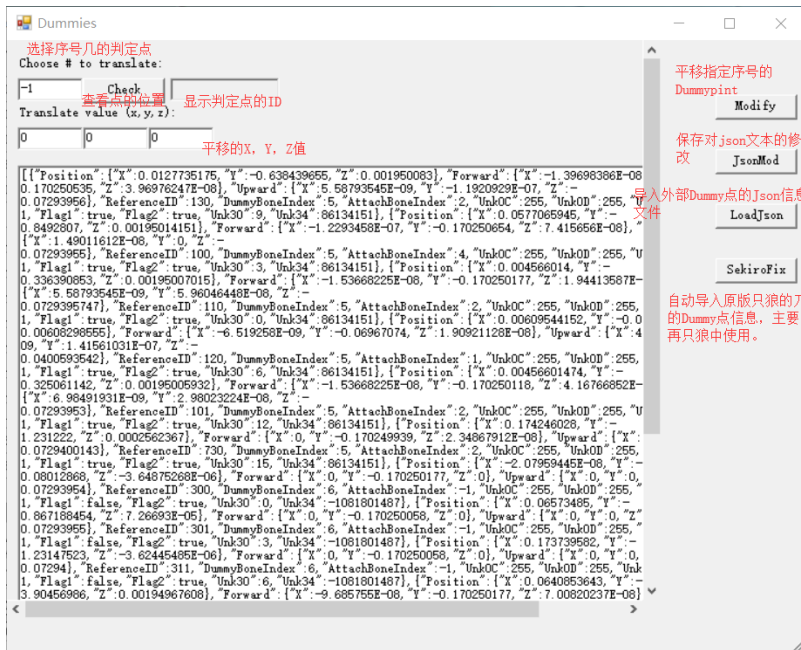 Dummies
选择序号几的判定点
Choose # to translate:
-1
Check
查看点的位置
显示判定点的ID
Translate value (x,y,z):
0
0
0
平移的X, Y, Z值
平移指定序号的
Dummypint
Modify
保存对json文本的修
改
JsonMod
导入外部Dummy点的Json信息
文件
LoadJson
SekiroFix
自动导入原版只狼的刀
的Dummy点信息, 主要
再只狼中使用。
[{"Position":{"X":0.0127735175,"Y":-0.638439655,"Z":0.001950083},"Forward":{"X":-1.39698386E-08
0.170250535,"Z":3.96976247E-08},"Upward":{"X":5.58793545E-09,"Y":-1.1920929E-07,"Z":-
0.07293956},"ReferenceID":130,"DummyBoneIndex":5,"AttachBoneIndex":2,"Unk0C":255,"Unk0D":255,"U
1,"Flag1":true,"Flag2":true,"Unk30":9,"Unk34":86134151},{"Position":{"X":0.0577065945,"Y":-
0.8492807,"Z":0.00195014151},"Forward":{"X":-1.2293458E-07,"Y":-0.170250654,"Z":7.415656E-08},"
{"X":1.49011612E-08,"Y":0,"Z":-
0.07293955},"ReferenceID":100,"DummyBoneIndex":5,"AttachBoneIndex":4,"Unk0C":255,"Unk0D":255,"U
1,"Flag1":true,"Flag2":true,"Unk30":3,"Unk34":86134151},{"Position":{"X":0.004566014,"Y":-
0.336390853,"Z":0.00195007015},"Forward":{"X":-1.53668225E-08,"Y":-0.170250177,"Z":1.94413587E-
{"X":5.58793545E-09,"Y":5.96046448E-08,"Z":-
0.0729395747},"ReferenceID":110,"DummyBoneIndex":5,"AttachBoneIndex":2,"Unk0C":255,"Unk0D":255,
1,"Flag1":true,"Flag2":true,"Unk30":0,"Unk34":86134151},{"Position":{"X":0.00609544152,"Y":-0.0
0.0060829855},"Forward":{"X":-6.519258E-09,"Y":-0.06967074,"Z":1.90921128E-08},"Upward":{"X":4
09,"Y":1.41561031E-07,"Z":-
0.0400593542},"ReferenceID":120,"DummyBoneIndex":5,"AttachBoneIndex":1,"Unk0C":255,"Unk0D":255,
1,"Flag1":true,"Flag2":true,"Unk30":6,"Unk34":86134151},{"Position":{"X":0.00456601474,"Y":-
0.325061142,"Z":0.00195005932},"Forward":{"X":-1.53668225E-08,"Y":-0.170250118,"Z":4.16766852E-
{"X":6.98491931E-09,"Y":2.98023224E-08,"Z":-
0.07293953},"ReferenceID":101,"DummyBoneIndex":5,"AttachBoneIndex":2,"Unk0C":255,"Unk0D":255,"U
1,"Flag1":true,"Flag2":true,"Unk30":12,"Unk34":86134151},{"Position":{"X":0.174246028,"Y":-
1.231222,"Z":0.0002562367},"Forward":{"X":0,"Y":-0.170249939,"Z":2.34867912E-08},"Upward":{"X":
0.0729400143},"ReferenceID":730,"DummyBoneIndex":5,"AttachBoneIndex":2,"Unk0C":255,"Unk0D":255,
1,"Flag1":true,"Flag2":true,"Unk30":15,"Unk34":86134151},{"Position":{"X":-2.07959445E-08,"Y":-
0.08012868,"Z":-3.64875268E-06},"Forward":{"X":0,"Y":-0.170250177,"Z":0},"Upward":{"X":0,"Y":0,
0.07293954},"ReferenceID":300,"DummyBoneIndex":6,"AttachBoneIndex":-1,"Unk0C":255,"Unk0D":255,"
1,"Flag1":false,"Flag2":true,"Unk30":0,"Unk34":-1081801487},{"Position":{"X":0.06573485,"Y":-
0.867188454,"Z":7.26693E-05},"Forward":{"X":0,"Y":-0.170250058,"Z":0},"Upward":{"X":0,"Y":0,"Z"
0.07293955},"ReferenceID":301,"DummyBoneIndex":6,"AttachBoneIndex":-1,"Unk0C":255,"Unk0D":255,"
1,"Flag1":false,"Flag2":true,"Unk30":3,"Unk34":-1081801487},{"Position":{"X":0.173739582,"Y":-
1.23147523,"Z":-3.62445485E-06},"Forward":{"X":0,"Y":-0.170250058,"Z":0},"Upward":{"X":0,"Y":0,
0.07294},"ReferenceID":311,"DummyBoneIndex":6,"AttachBoneIndex":-1,"Unk0C":255,"Unk0D":255,"Unk
1,"Flag1":false,"Flag2":true,"Unk30":6,"Unk34":-1081801487},{"Position":{"X":0.0640853643,"Y":-
3.90456986,"Z":0.00194967608},"Forward":{"X":-9.685755E-08,"Y":-0.170250177,"Z":7.00820237E-08}